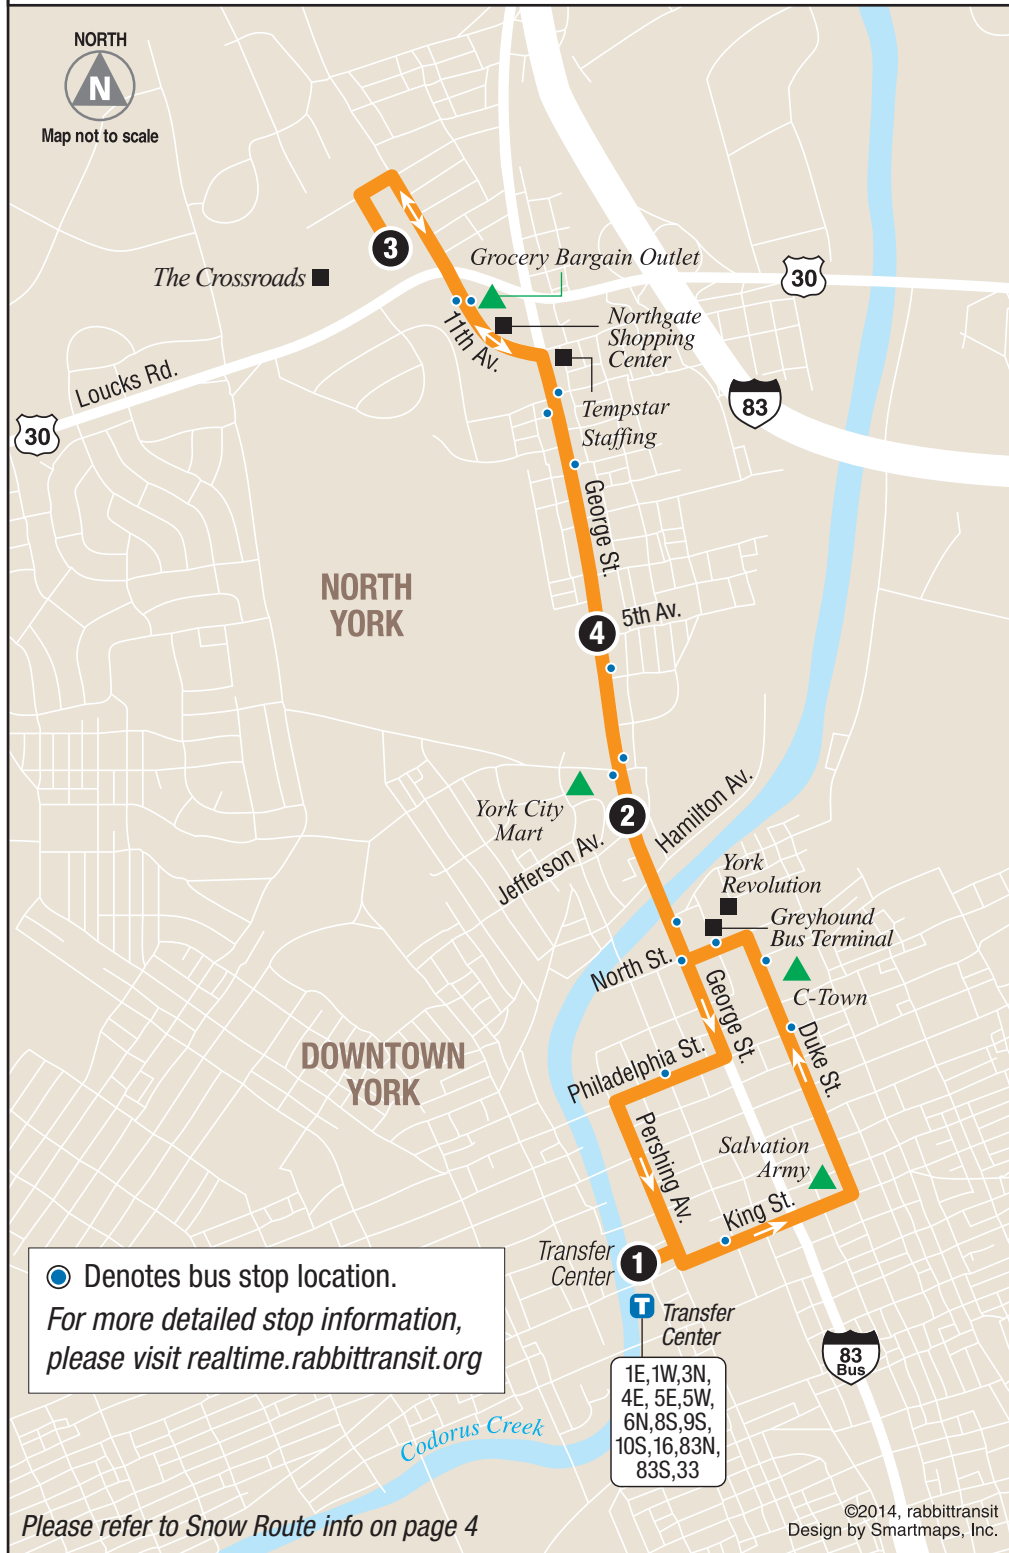 NORTH
N
Map not to scale
3
The Crossroads
Grocery Bargain Outlet
30
Northgate
Shopping
Center
11th Av.
Loucks Rd.
30
83
Tempstar
Staffing
George St.
NORTH
YORK
4
5th Av.
York City
Mart
2
Hamilton Av.
Jefferson Av.
York
Revolution
Greyhound
Bus Terminal
North St.
C-Town
George St.
Duke St.
DOWNTOWN
YORK
Philadelphia St.
Pershing Av.
Salvation
Army
King St.
Transfer
Center
1
T
Transfer
Center
Denotes bus stop location.
For more detailed stop information,
please visit realtime.rabbittransit.org
83
Bus
1E,1W,3N,
4E, 5E,5W,
6N,8S,9S,
10S,16,83N,
83S,33
Codorus Creek
Please refer to Snow Route info on page 4
©2014, rabbittransit
Design by Smartmaps, Inc.